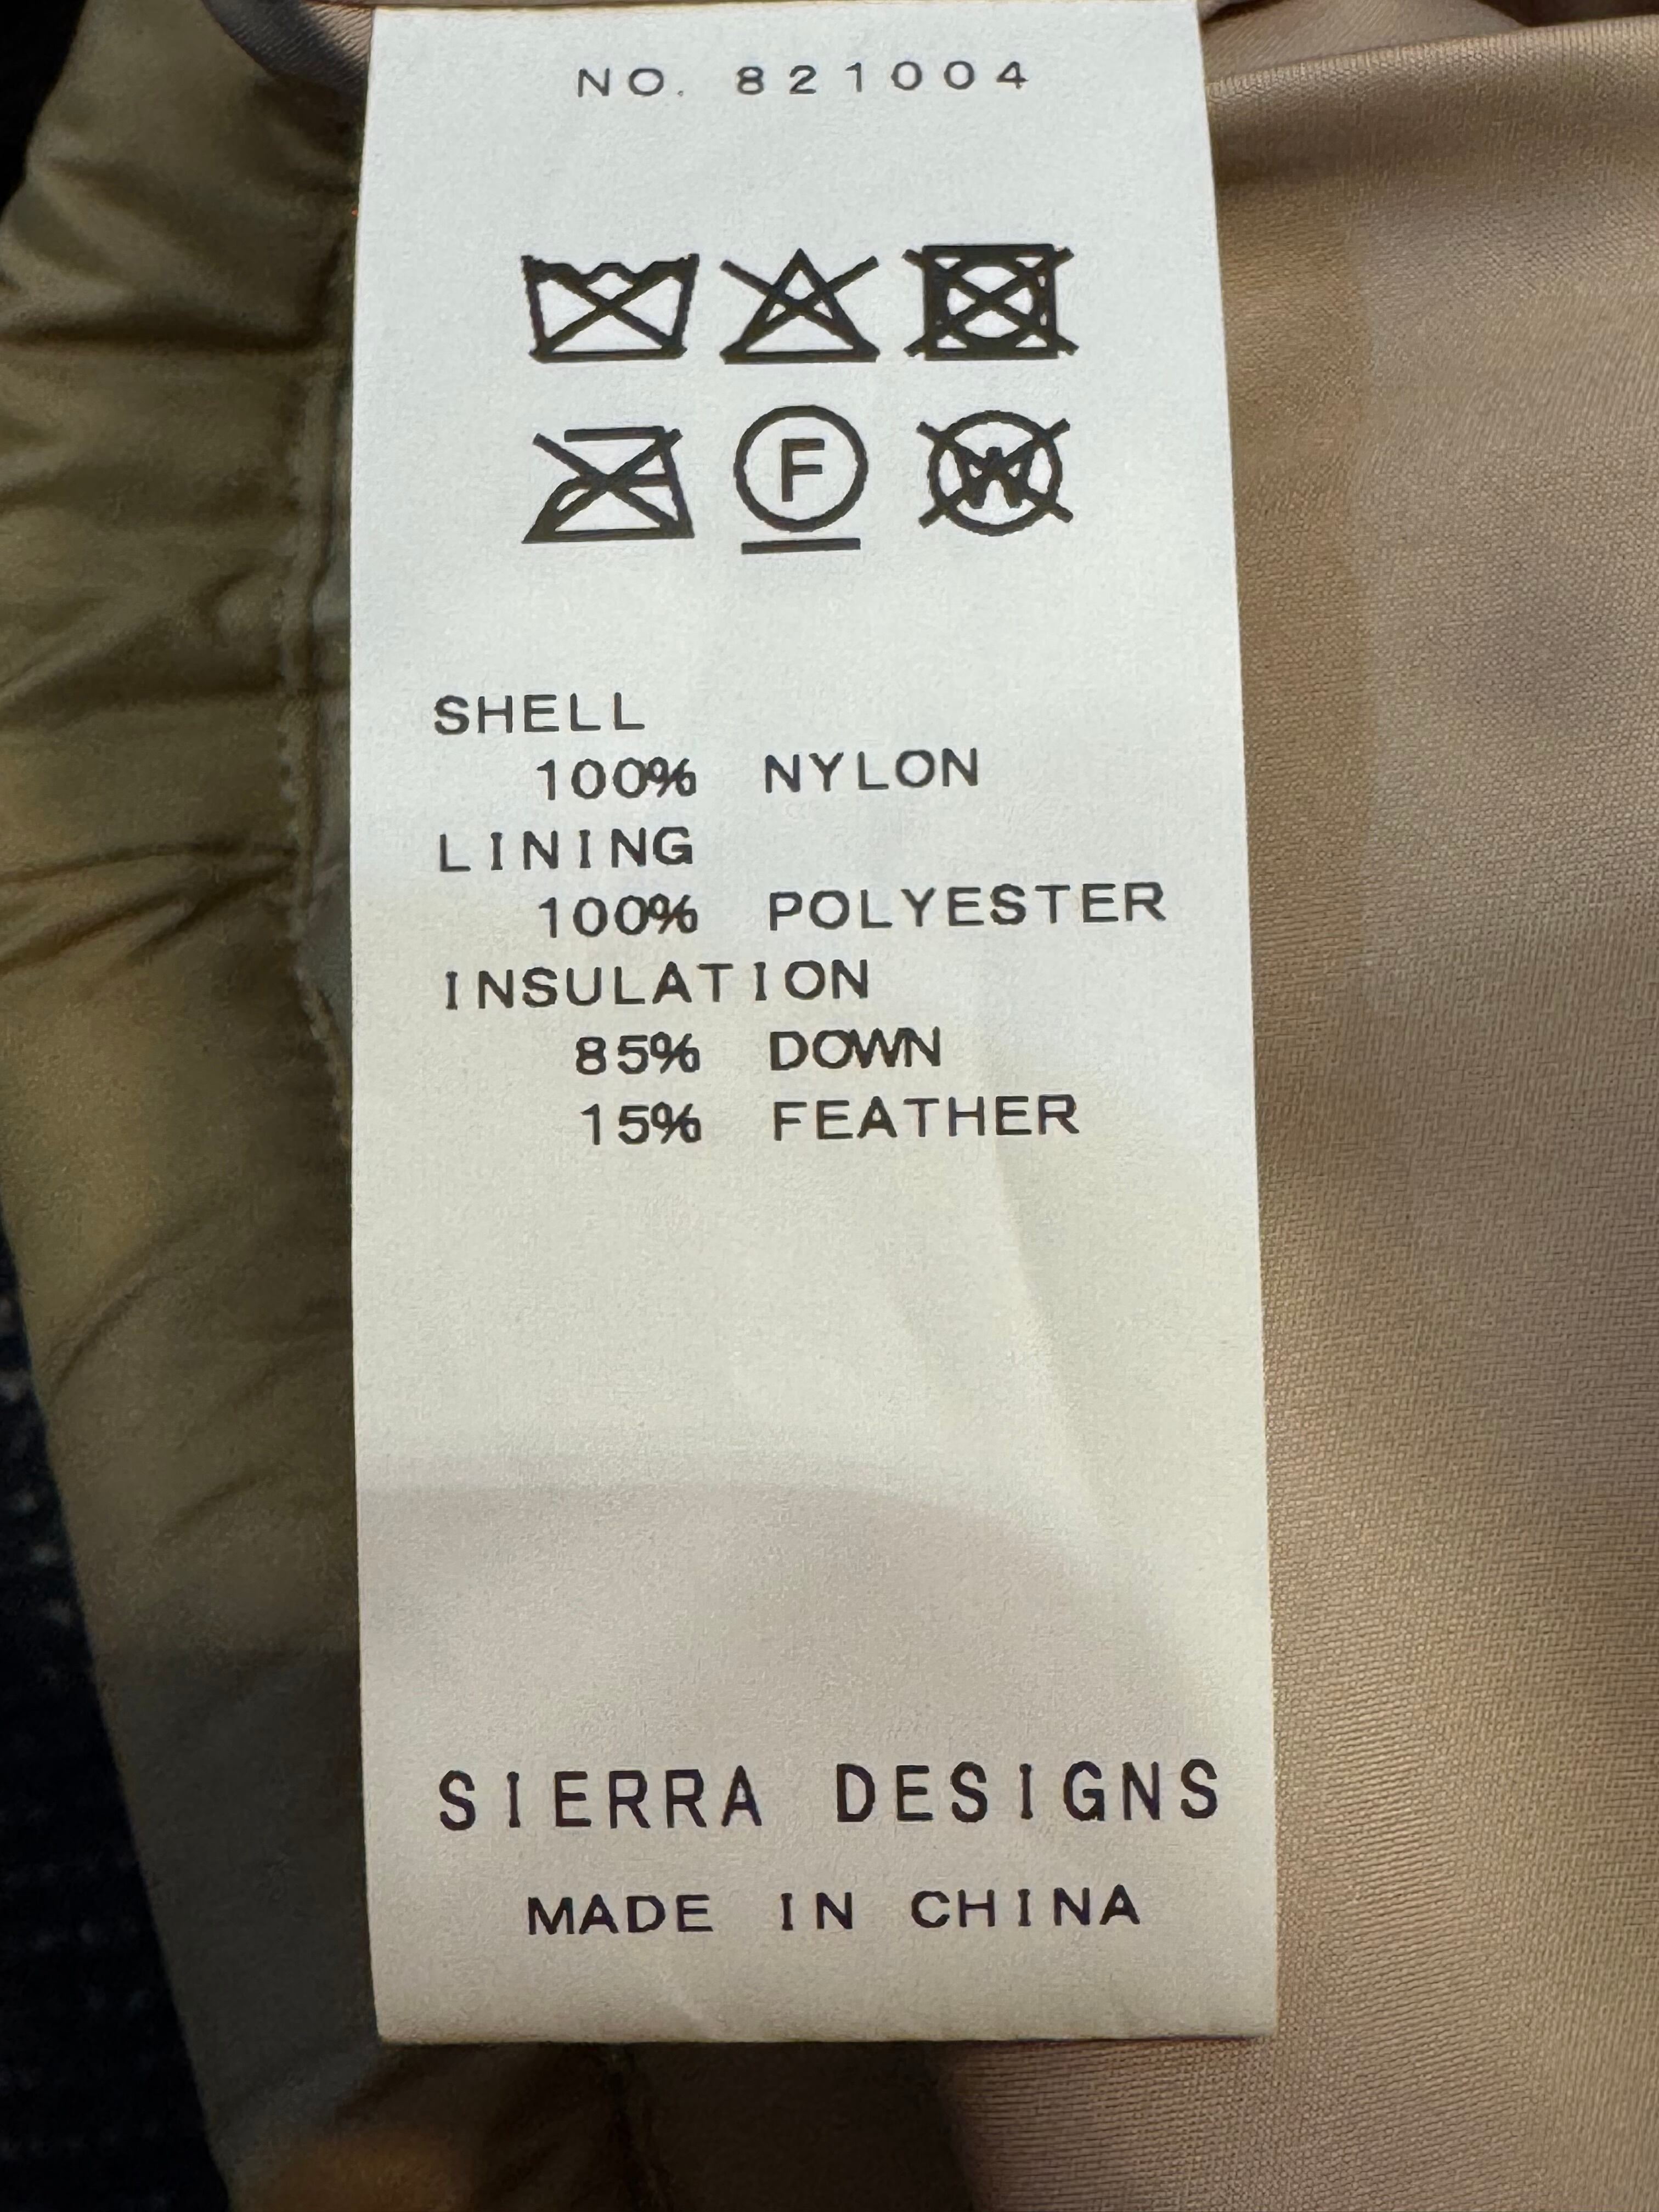 NO. 821004
F W
SHELL
100% NYLON
LINING
100% POLYESTER
INSULATION
85% DOWN
15% FEATHER
SIERRA DESIGNS
MADE IN CHINA